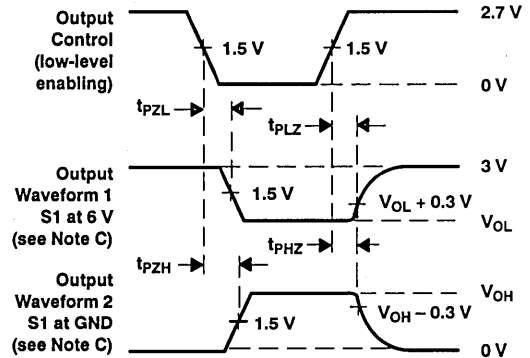 Output
Control
(low-level
enabling)
1.5 V
1.5 V
2.7 V
0 V
tPZL
tPLZ
Output
Waveform 1
S1 at 6 V
(see Note C)
1.5 V
3 V
VOL + 0.3 V
VOL
tPZH
tPHZ
Output
Waveform 2
S1 at GND
(see Note C)
1.5 V
VOH
VOH – 0.3 V
0 V